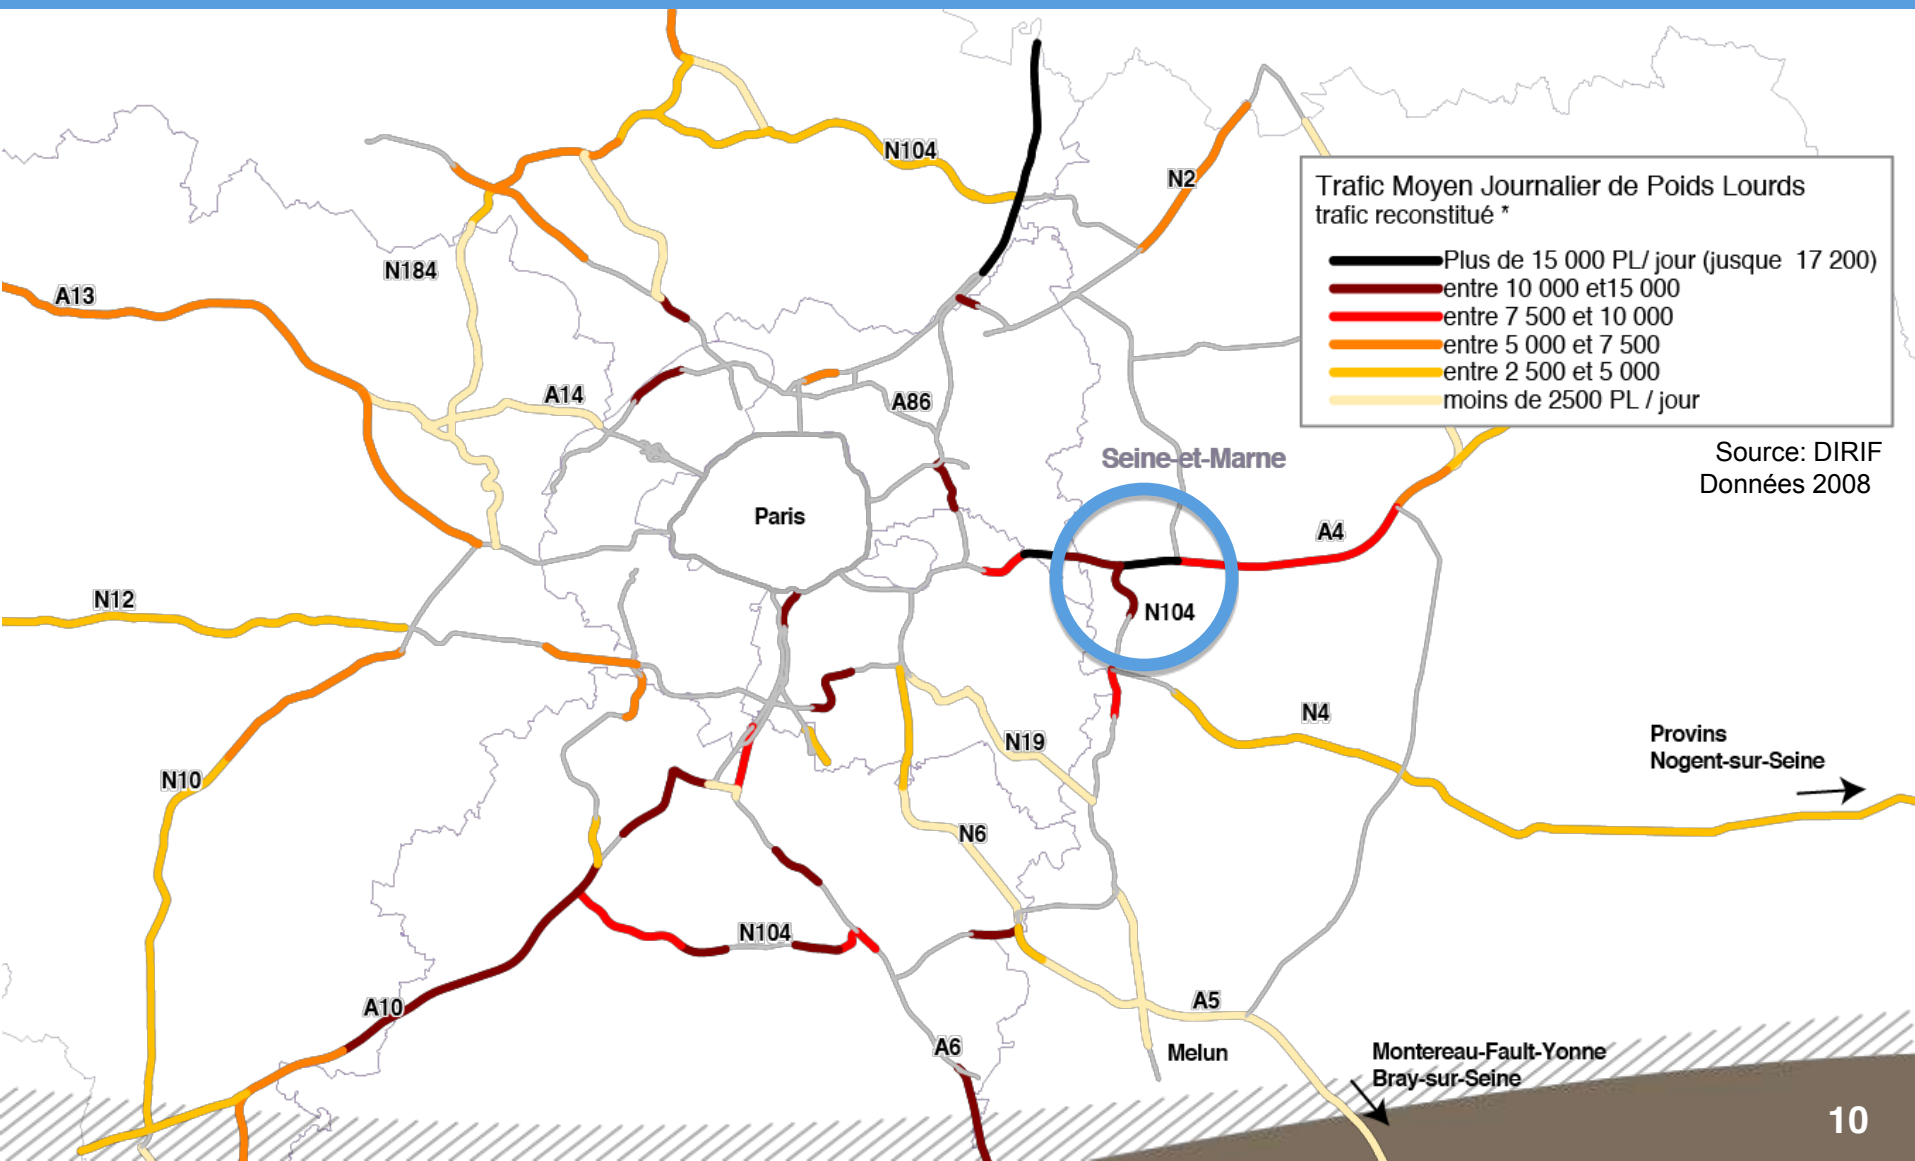 N104
N2
Trafic Moyen Journalier de Poids Lourds
trafic reconstitué *
Plus de 15 000 PL/ jour (jusque 17 200)
entre 10 000 et15 000
entre 7 500 et 10 000
entre 5 000 et 7 500
entre 2 500 et 5 000
moins de 2500 PL / jour
N184
A13
A14
A86
Seine-et-Marne
Source: DIRIF
Données 2008
Paris
A4
N12
N104
N4
N19
Provins
Nogent-sur-Seine
N10
N6
N104
A10
A5
A6
Melun
Montereau-Fault-Yonne
Bray-sur-Seine
10